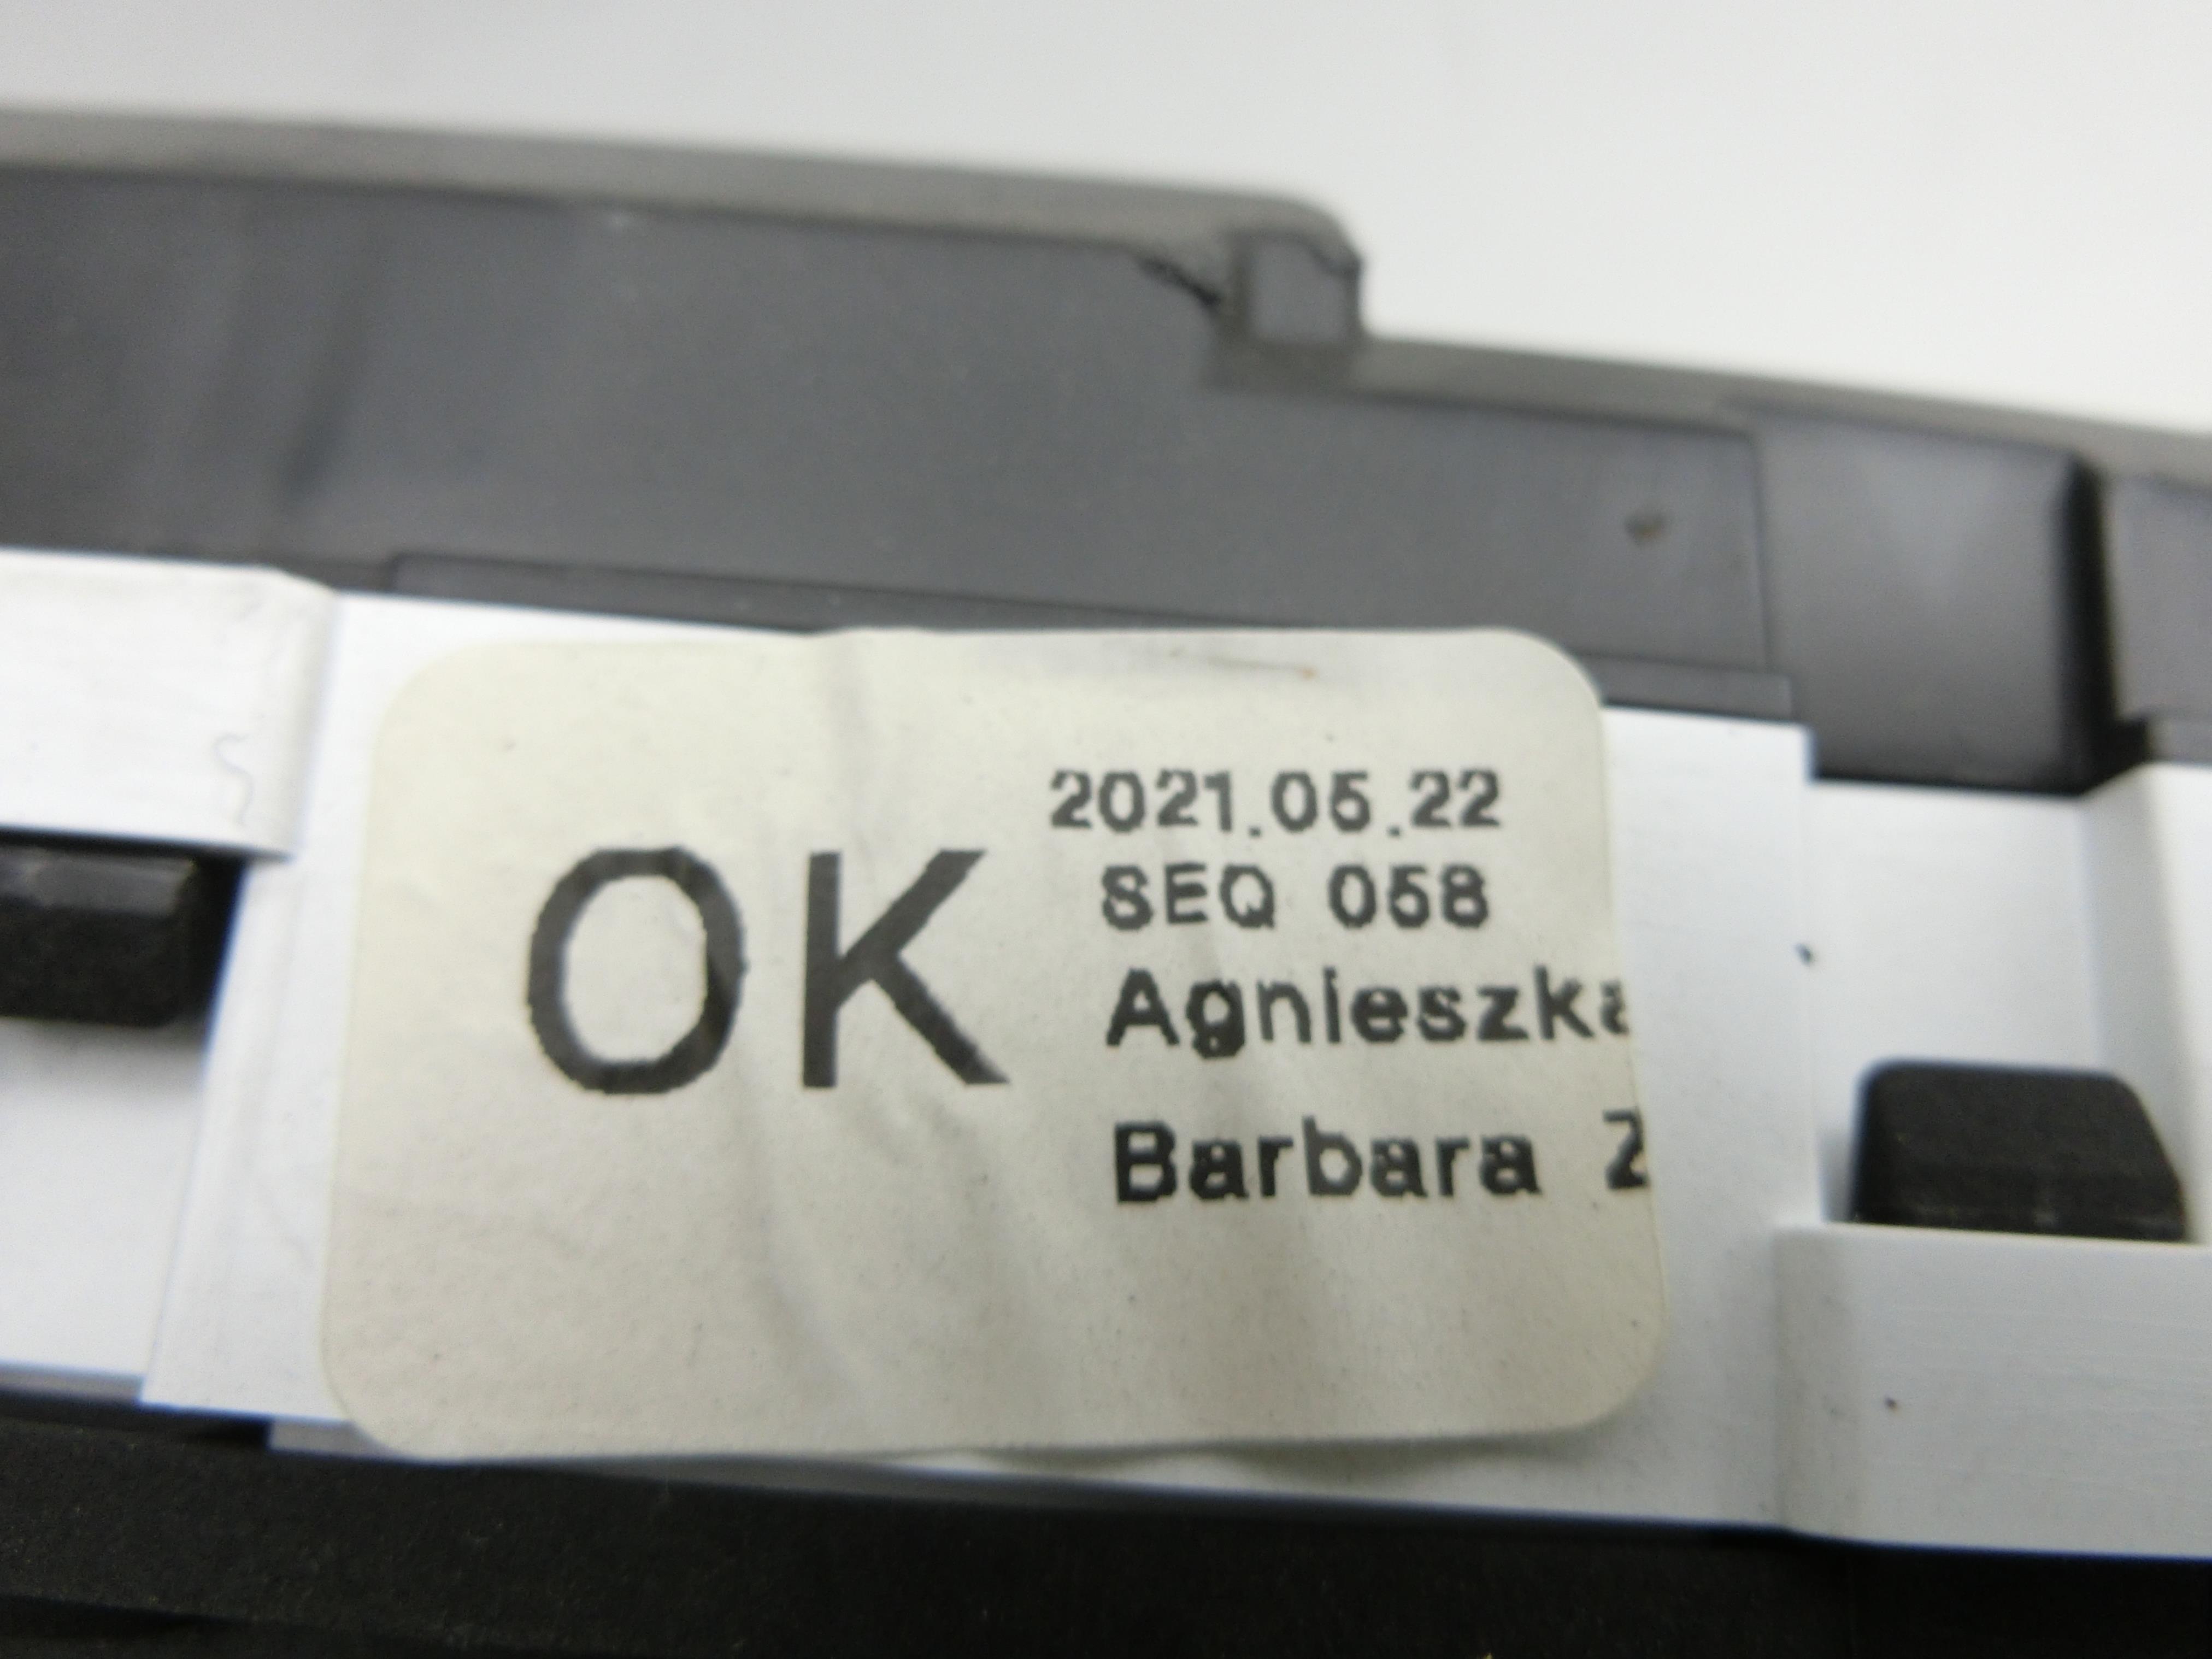 OK
2021.05.22
SEQ 058
Agnieszka
Barbara Z